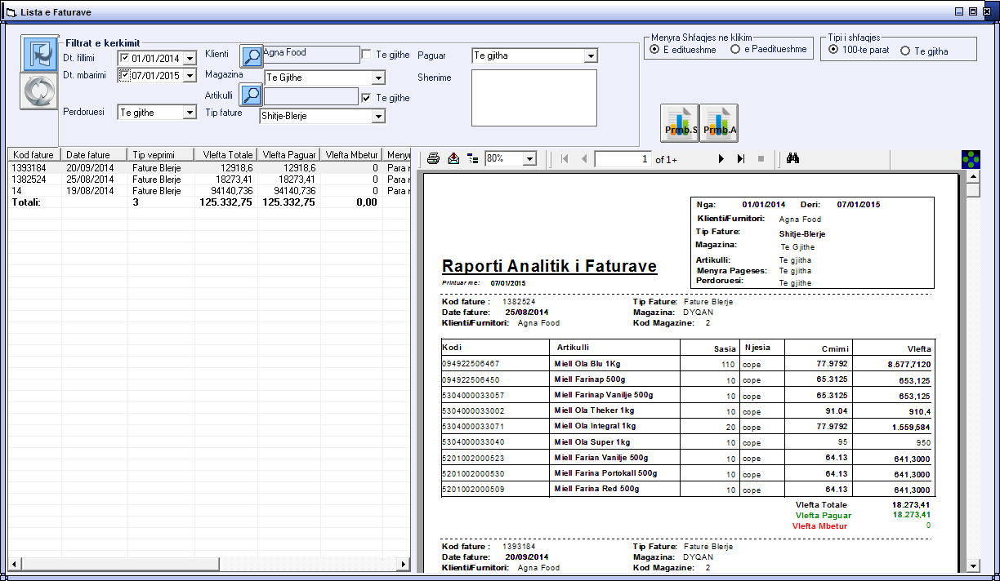 Lista e Faturave
Filtrat e kerkimit
Dt. fillimi 01/01/2014
Dt. mbarimi 07/01/2015
Perdoruesi Te gjithe
Klienti Agna Food Te gjithe
Magazina Te Gjithe
Artikulli Te gjithe
Tip fature Shitje-Blerje
Paguar Te gjitha
Shenime
Menyra Shfaqjes ne klikim
E editueshme e Paeditueshme
Tipi i shfaqjes
100-te parat Te gjitha
Prmb.S Prmb.A
Kod fature Date fature Tip veprimi Vlefta Totale Vlefta Paguar Vlefta Mbetur Meny
1393184 20/09/2014 Fature Blerje 12918,6 12918,6 0 Para
1382524 25/08/2014 Fature Blerje 18273,41 18273,41 0 Para
14 19/08/2014 Fature Blerje 94140,736 94140,736 0 Para
Totali: 3 125.332,75 125.332,75 0,00
80% 1 of 1+
Nga: 01/01/2014 Deri: 07/01/2015
Klienti/Furnitori: Agna Food
Tip Fature: Shitje-Blerje
Magazina: Te Gjithe
Artikulli: Te gjitha
Menyra Pageses: Te gjitha
Perdoruesi: Te gjithe
Raporti Analitik i Faturave
Printuar me: 07/01/2015
Kod fature : 1382524 Tip Fature: Fature Blerje
Date fature: 25/08/2014 Magazina: DYQAN
Klienti/Furnitori: Agna Food Kod Magazine: 2
Kodi Artikulli Sasia Njesia Cmimi Vlefta
094922506467 Miell Ola Blu 1Kg 110 cope 77.9792 8.577,7120
094922506450 Miell Farinap 500g 10 cope 65.3125 653,125
5304000033057 Miell Farinap Vanilje 500g 10 cope 65.3125 653,125
5304000033002 Miell Ola Theker 1kg 10 cope 91.04 910,4
5304000033071 Miell Ola Integral 1kg 20 cope 77.9792 1.559,584
5304000033040 Miell Ola Super 1kg 10 cope 95 950
5201002000523 Miell Farian Vanilje 500g 10 cope 64.13 641,3000
5201002000530 Miell Farina Portokall 500g 10 cope 64.13 641,3000
5201002000509 Miell Farina Red 500g 10 cope 64.13 641,3000
Vlefta Totale 18.273,41
Vlefta Paguar 18.273,41
Vlefta Mbetur 0
Kod fature : 1393184 Tip Fature: Fature Blerje
Date fature: 20/09/2014 Magazina: DYQAN
Klienti/Furnitori: Agna Food Kod Magazine: 2